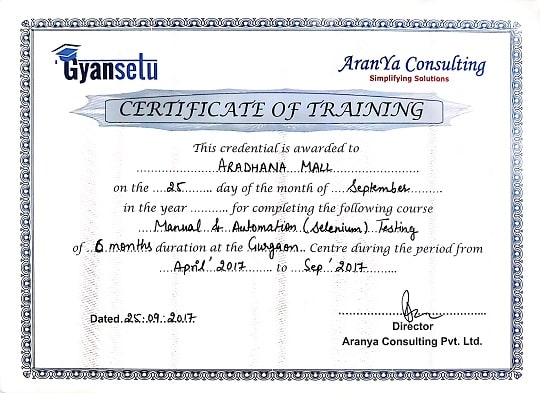 Gyansetu
AranYa Consulting
Simplifying Solutions
CERTIFICATE OF TRAINING
This credential is awarded to
ARADHANA MALL
on the 25 day of the month of September
in the year ........... for completing the following course
Manual & Automation (Selenium) Testing
of 6 months duration at the Gurgaon Centre during the period from
April' 2017 to Sep' 2017
Dated 25.09.2017
Director
Aranya Consulting Pvt. Ltd.